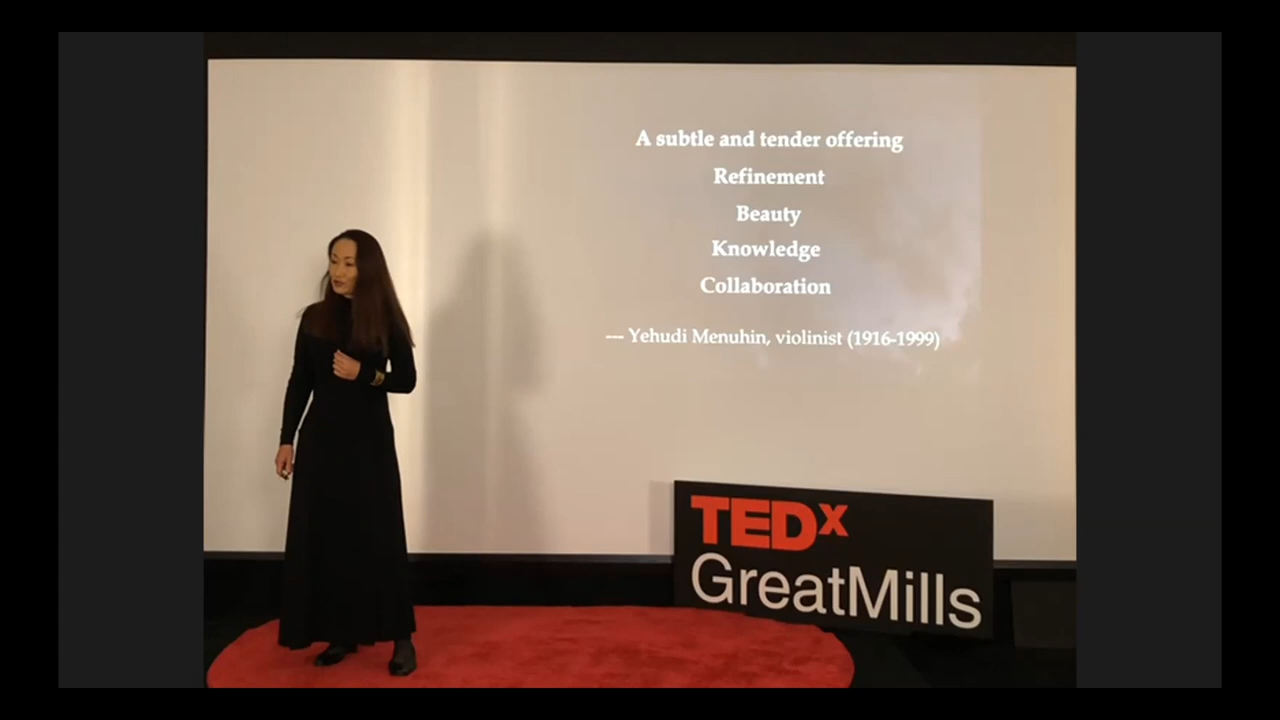 A subtle and tender offering
Refinement
Beauty
Knowledge
Collaboration
— Yehudi Menuhin, violinist (1916-1999)
TEDx
GreatMills